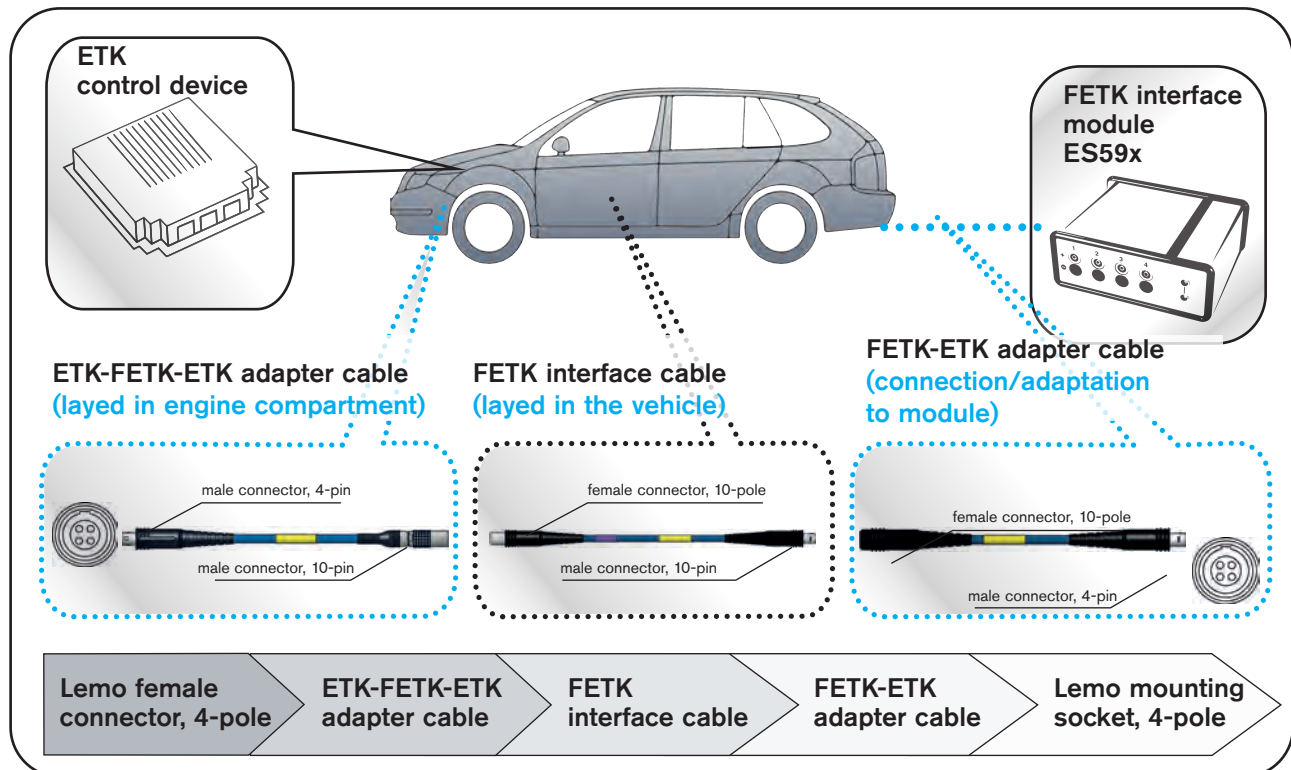 ETK
control device
FETK interface
module
ES59x
1 2 3 4
ETK-FETK-ETK adapter cable
(layed in engine compartment)
FETK interface cable
(layed in the vehicle)
FETK-ETK adapter cable
(connection/adaptation
to module)
male connector, 4-pin
male connector, 10-pin
female connector, 10-pole
male connector, 10-pin
female connector, 10-pole
male connector, 4-pin
Lemo female
connector, 4-pole
ETK-FETK-ETK
adapter cable
FETK
interface cable
FETK-ETK
adapter cable
Lemo mounting
socket, 4-pole